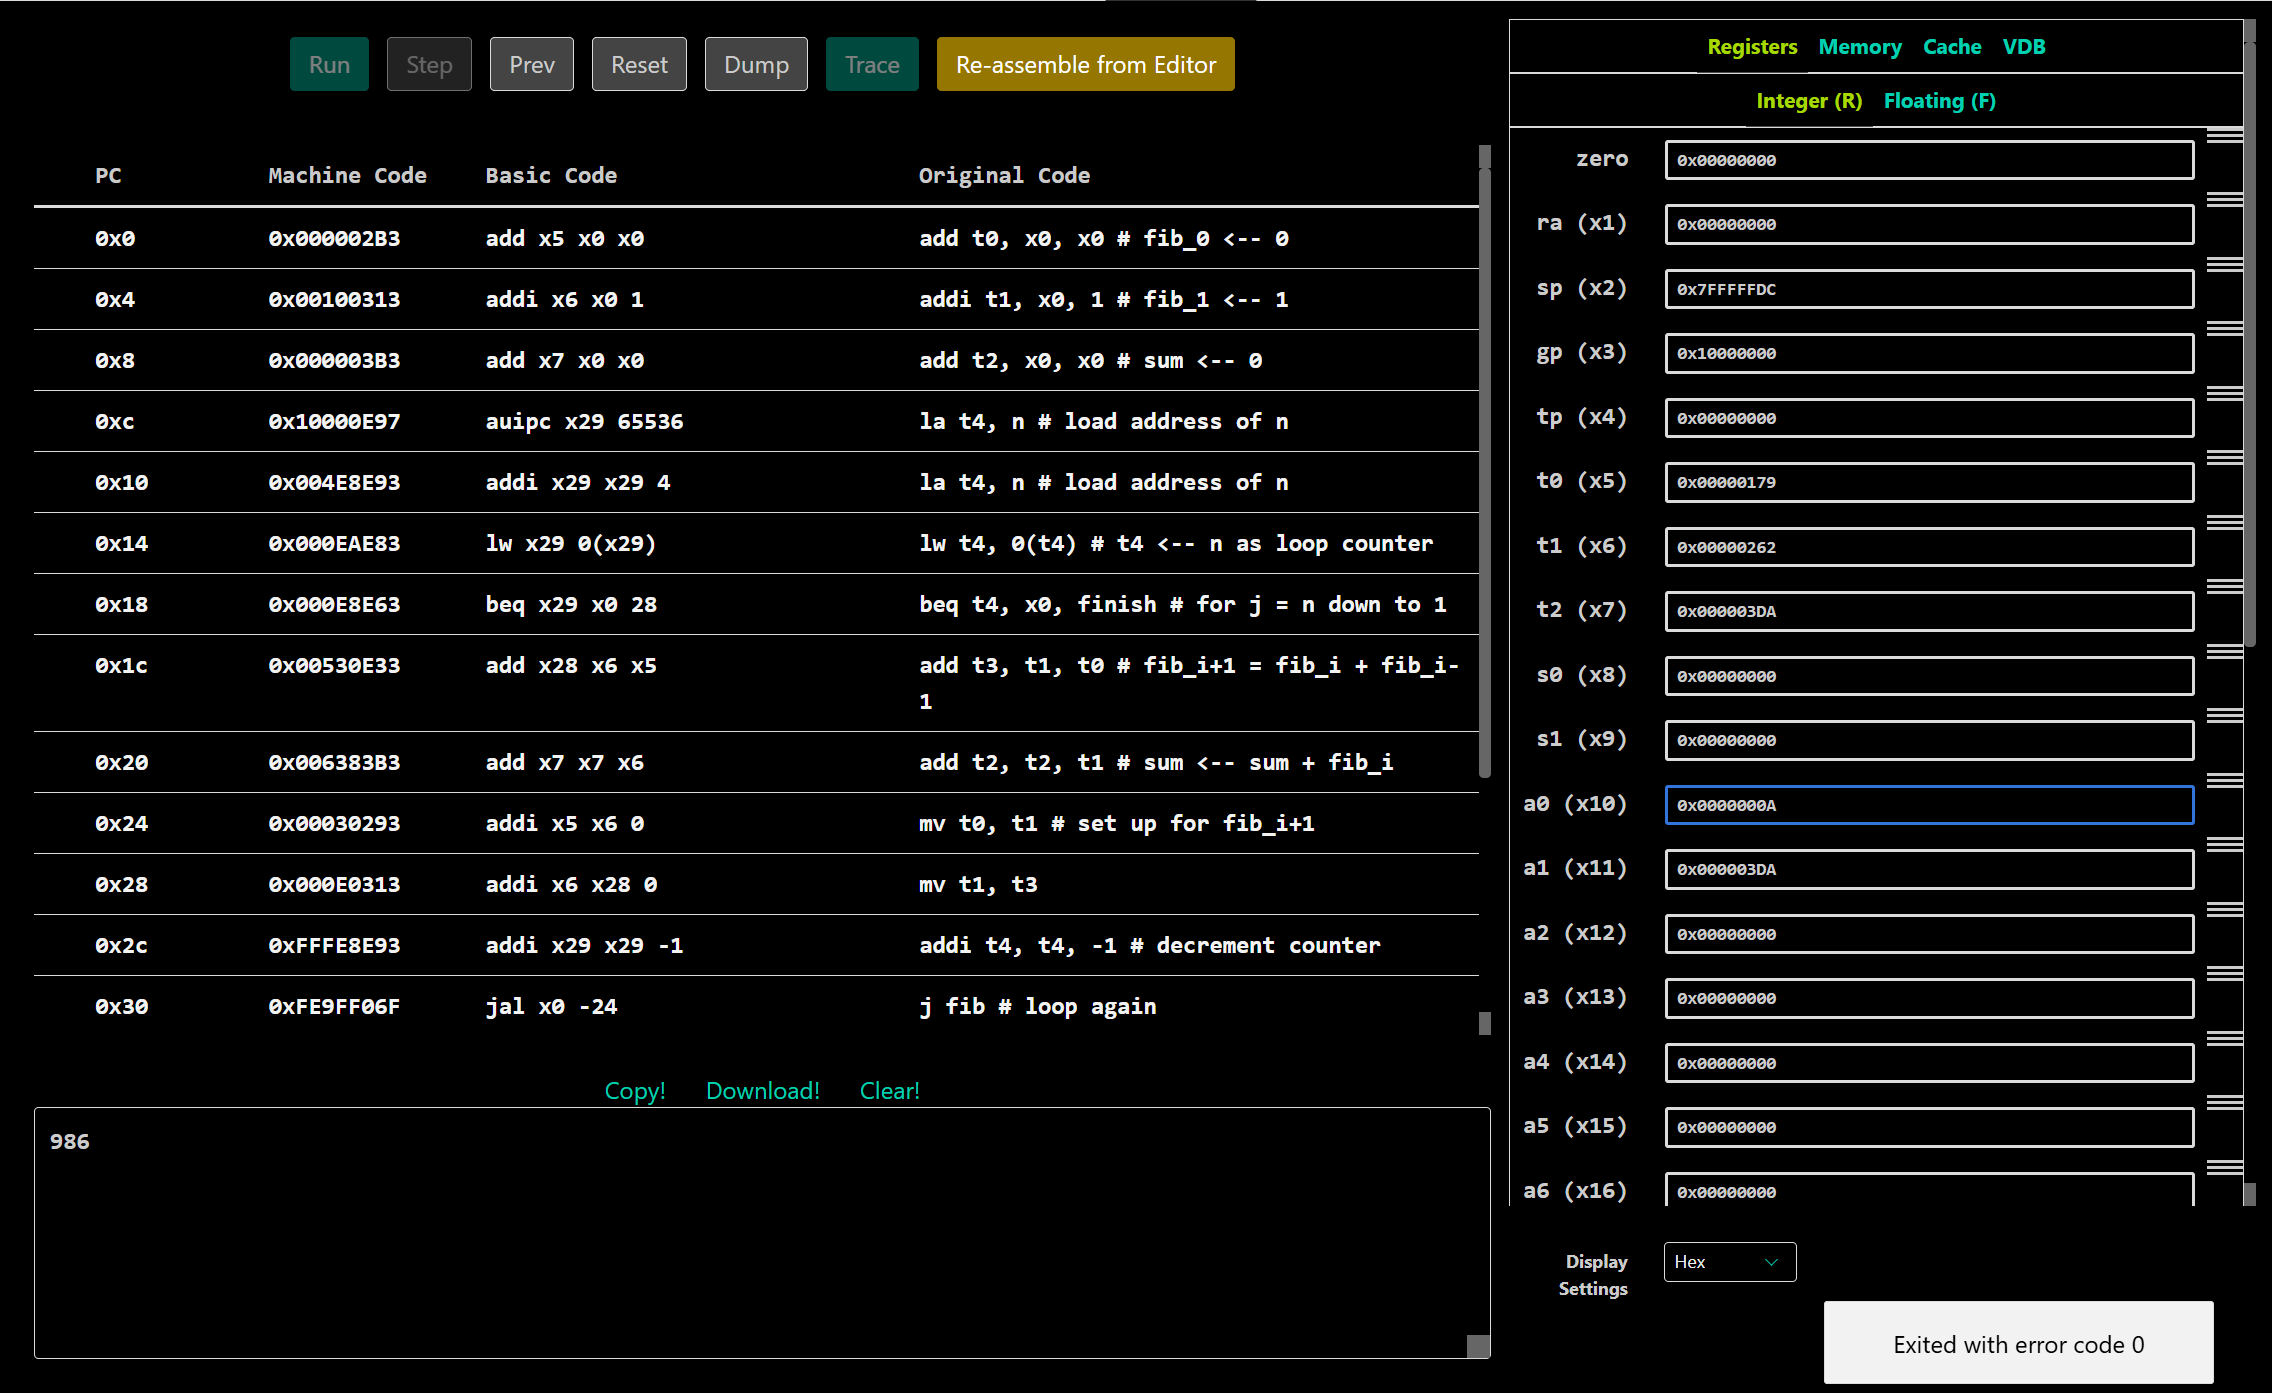 Run Step Prev Reset Dump Trace Re-assemble from Editor
PC Machine Code Basic Code Original Code
0x0 0x000002B3 add x5 x0 x0 add t0, x0, x0 # fib_0 <-- 0
0x4 0x00100313 addi x6 x0 1 addi t1, x0, 1 # fib_1 <-- 1
0x8 0x000003B3 add x7 x0 x0 add t2, x0, x0 # sum <-- 0
0xc 0x10000E97 auipc x29 65536 la t4, n # load address of n
0x10 0x004E8E93 addi x29 x29 4 la t4, n # load address of n
0x14 0x000EAE83 lw x29 0(x29) lw t4, 0(t4) # t4 <-- n as loop counter
0x18 0x000E8E63 beq x29 x0 28 beq t4, x0, finish # for j = n down to 1
0x1c 0x00530E33 add x28 x6 x5 add t3, t1, t0 # fib_i+1 = fib_i + fib_i-
1
0x20 0x006383B3 add x7 x7 x6 add t2, t2, t1 # sum <-- sum + fib_i
0x24 0x00030293 addi x5 x6 0 mv t0, t1 # set up for fib_i+1
0x28 0x000E0313 addi x6 x28 0 mv t1, t3
0x2c 0xFFFE8E93 addi x29 x29 -1 addi t4, t4, -1 # decrement counter
0x30 0xFE9FF06F jal x0 -24 j fib # loop again
Copy! Download! Clear!
986
Registers Memory Cache VDB
Integer (R) Floating (F)
zero 0x00000000
ra (x1) 0x00000000
sp (x2) 0x7FFFFFDC
gp (x3) 0x10000000
tp (x4) 0x00000000
t0 (x5) 0x00000179
t1 (x6) 0x00000262
t2 (x7) 0x000003DA
s0 (x8) 0x00000000
s1 (x9) 0x00000000
a0 (x10) 0x0000000A
a1 (x11) 0x000003DA
a2 (x12) 0x00000000
a3 (x13) 0x00000000
a4 (x14) 0x00000000
a5 (x15) 0x00000000
a6 (x16) 0x00000000
Display Settings Hex
Exited with error code 0